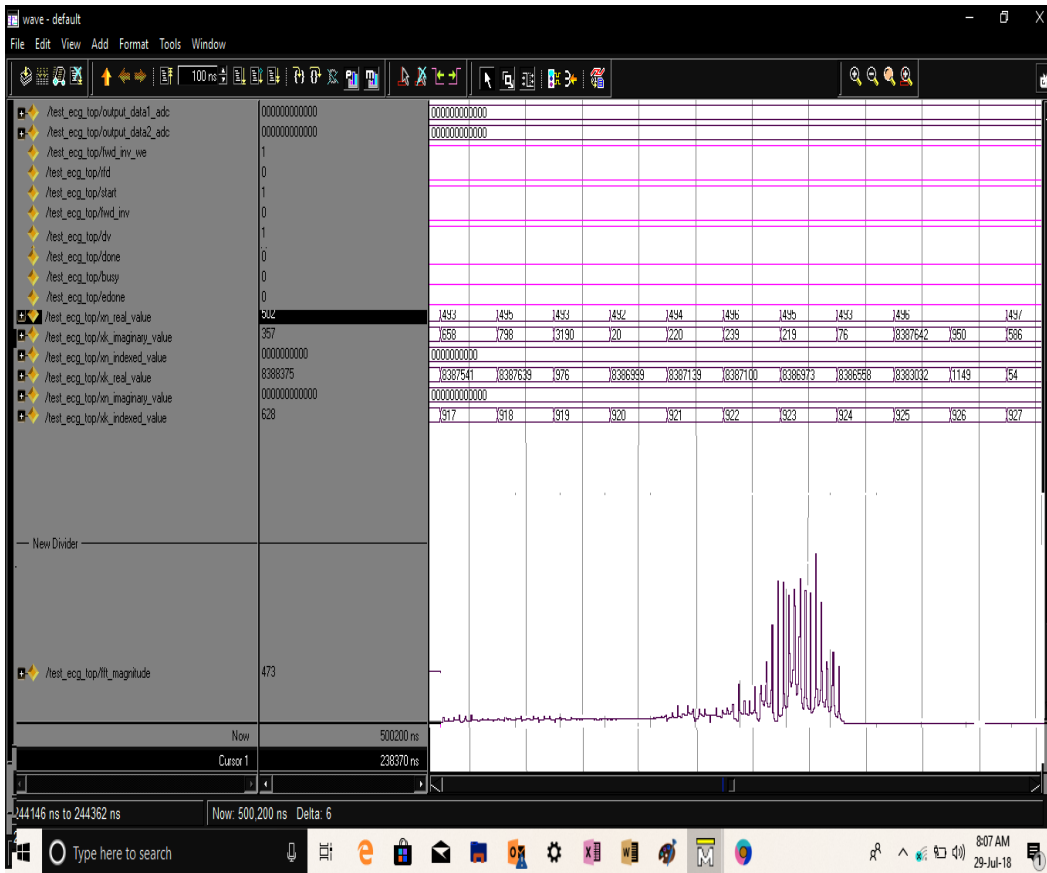 wave - default
File Edit View Add Format Tools Window
100 ns
/test_ecg_top/output_data1_adc 000000000000 000000000000
/test_ecg_top/output_data2_adc 000000000000 000000000000
/test_ecg_top/fwd_inv_we 1
/test_ecg_top/rfd 0
/test_ecg_top/start 1
/test_ecg_top/fwd_inv 0
/test_ecg_top/dv 1
/test_ecg_top/done 0
/test_ecg_top/busy 0
/test_ecg_top/edone 0
/test_ecg_top/xn_real_value 502 493 495 493 492 494 496 495 493 496 497
/test_ecg_top/xk_imaginary_value 357 658 798 3190 20 220 239 219 76 8387642 950 586
/test_ecg_top/xn_indexed_value 0000000000 0000000000
/test_ecg_top/xk_real_value 8388375 8387541 8387639 976 8386999 8387139 8387100 8386973 8386558 8383032 1149 54
/test_ecg_top/xn_imaginary_value 000000000000 000000000000
/test_ecg_top/xk_indexed_value 628 917 918 919 920 921 922 923 924 925 926 927
New Divider
/test_ecg_top/fft_magnitude 473
Now 500200 ns
Cursor 1 238370 ns
244146 ns to 244362 ns Now: 500,200 ns Delta: 6
Type here to search
8:07 AM
29-Jul-18